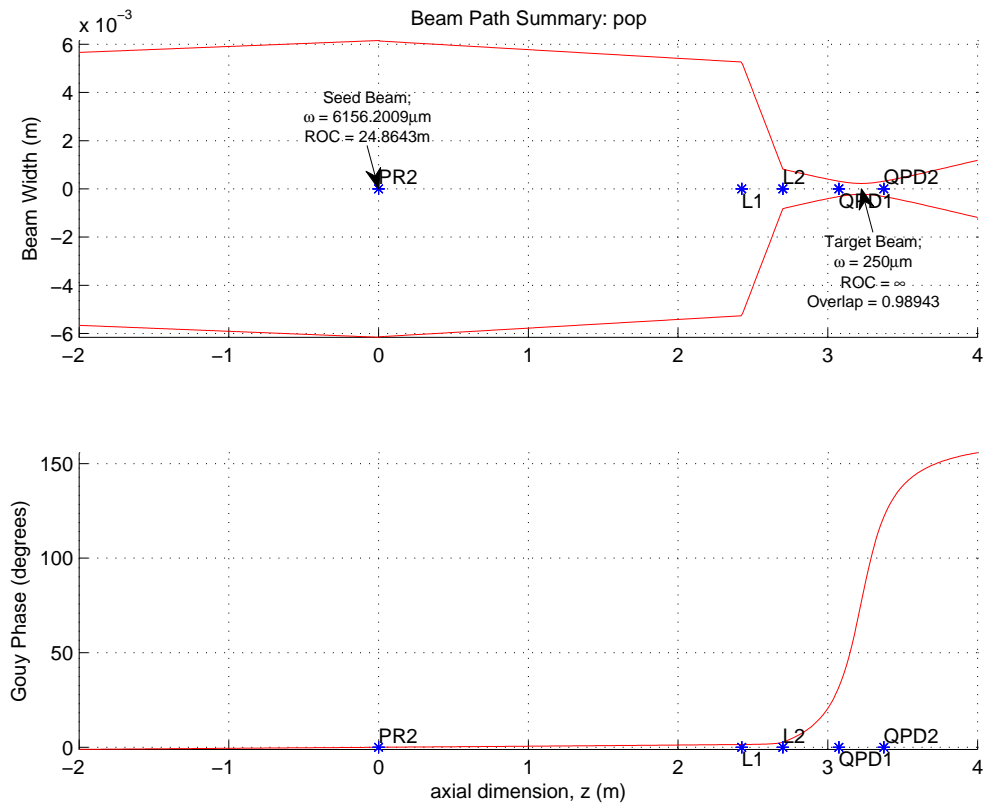 Beam Path Summary: pop
x 10⁻³
6
4
2
0
−2
−4
−6
Beam Width (m)
Seed Beam;
ω = 6156.2009μm
ROC = 24.8643m
PR2
L1
L2
QPD1
QPD2
Target Beam;
ω = 250μm
ROC = ∞
Overlap = 0.98943
−2
−1
0
1
2
3
4
150
100
50
0
Gouy Phase (degrees)
PR2
L1
L2
QPD1
QPD2
−2
−1
0
1
2
3
4
axial dimension, z (m)